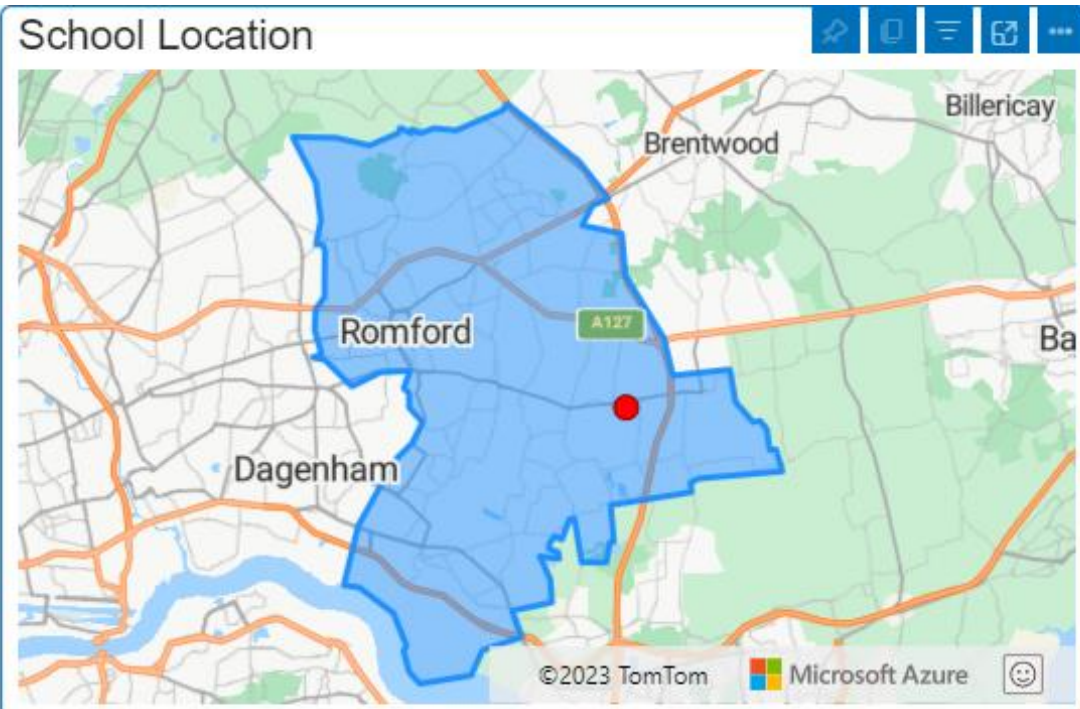 School Location
Billericay
Brentwood
A127
Romford
Ba
Dagenham
©2023 TomTom
Microsoft Azure